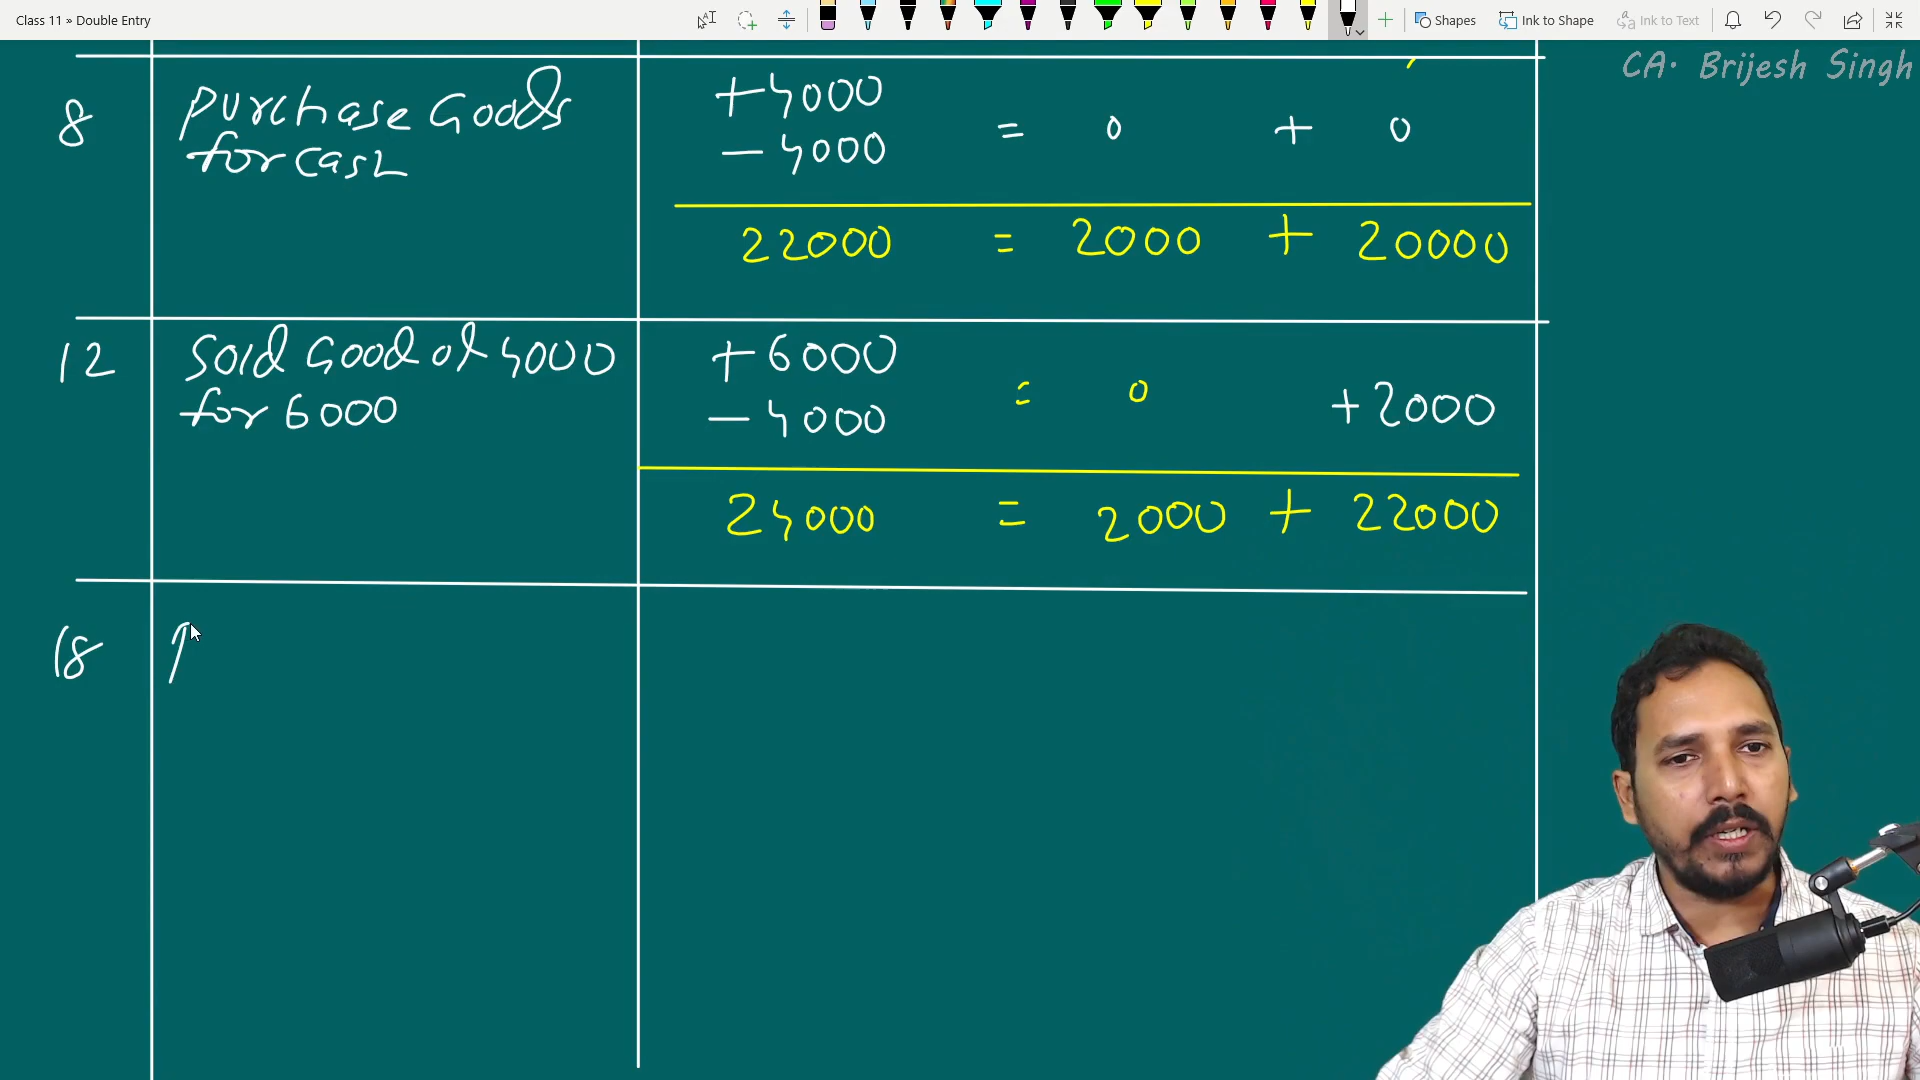 Class 11 » Double Entry
Shapes
Ink to Shape
Ink to Text
CA. Brijesh Singh
8
Purchase Goods
for cash
+4000
-4000
= 0 + 0
22000 = 2000 + 20000
12
Sold Good of 4000
for 6000
+6000
-4000
= 0 +2000
24000 = 2000 + 22000
18